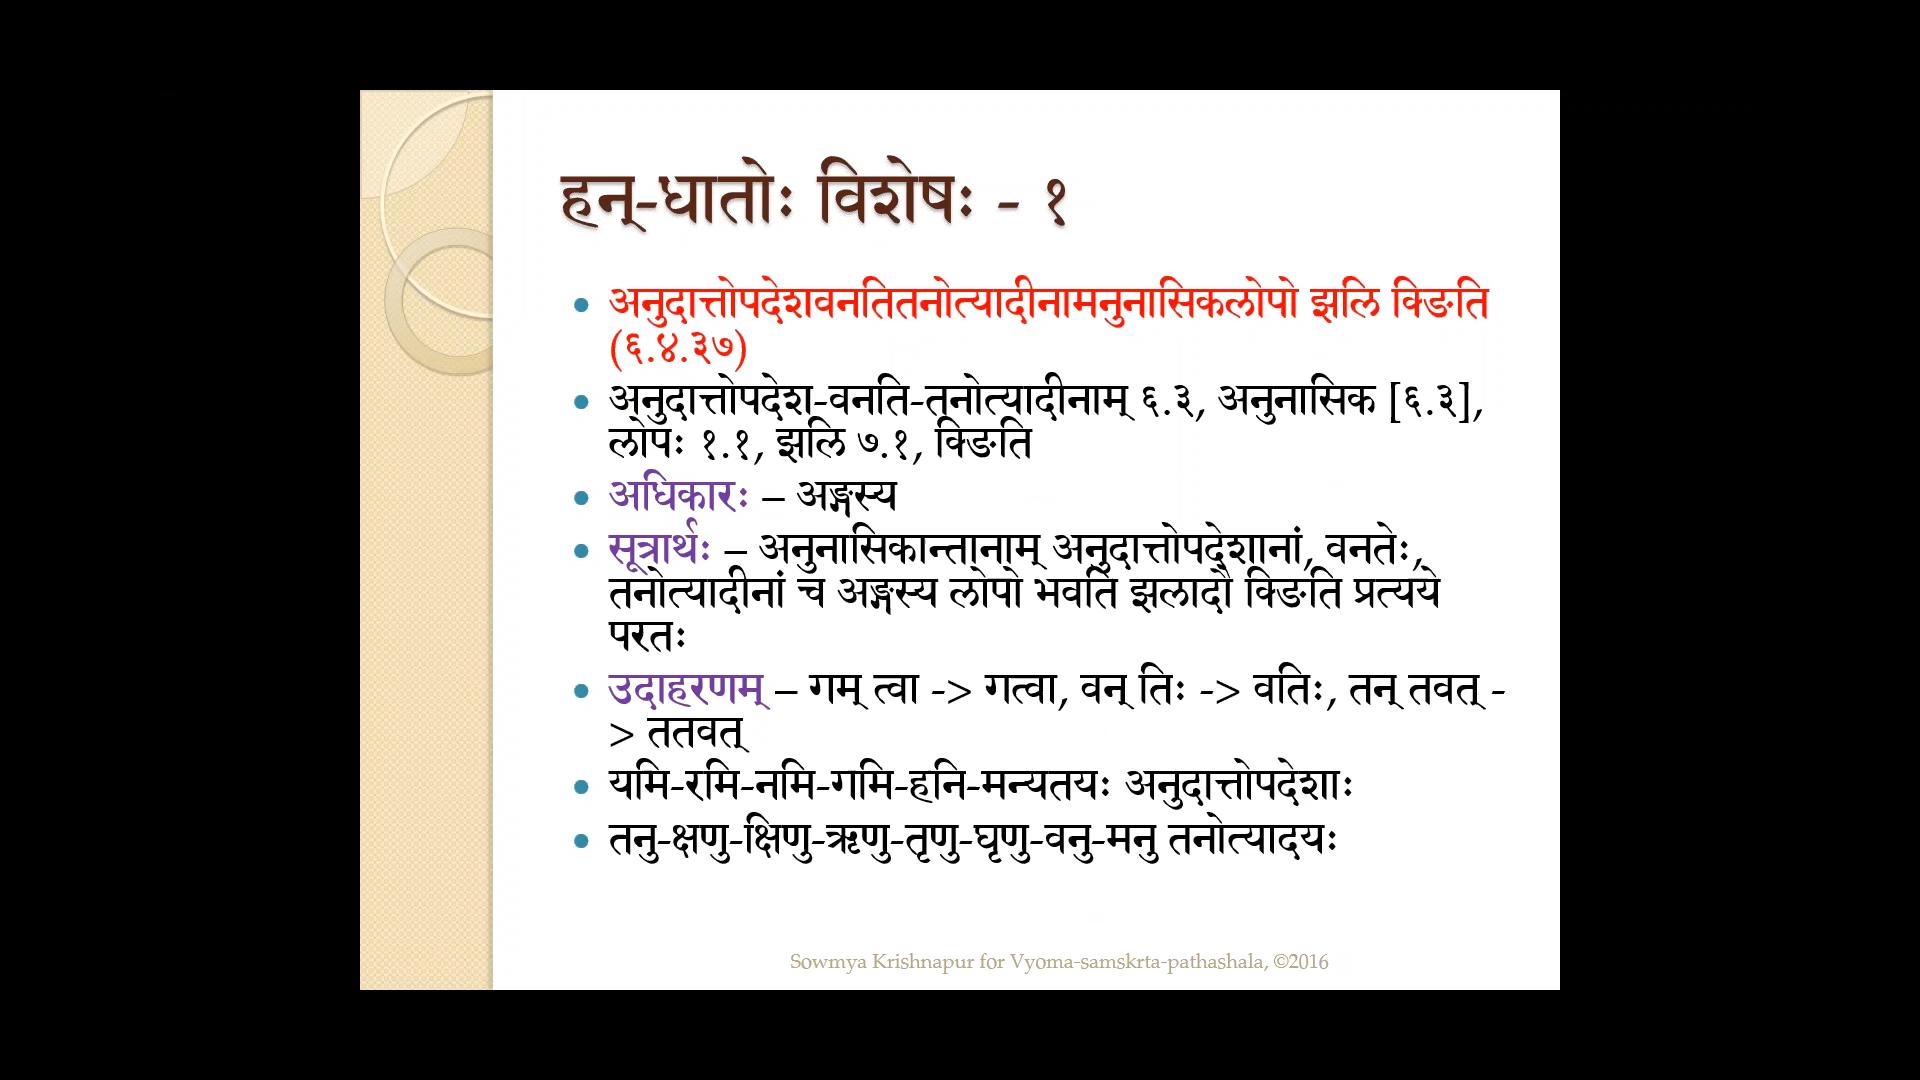 हन्-धातोः विशेषः - १
• अनुदात्तोपदेशवनतितनोत्यादीनामनुनासिकलोपो झलि क्ङिति
(६.४.३७)
• अनुदात्तोपदेश-वनति-तनोत्यादीनाम् ६.३, अनुनासिक [६.३],
लोपः १.१, झलि ७.१, क्ङिति
• अधिकारः – अङ्गस्य
• सूत्रार्थः – अनुनासिकान्तानाम् अनुदात्तोपदेशानां, वनतेः,
तनोत्यादीनां च अङ्गस्य लोपो भवति झलादौ क्ङिति प्रत्यये
परतः
• उदाहरणम् – गम् त्वा -> गत्वा, वन् तिः -> वतिः, तन् तवत् -
> ततवत्
• यमि-रमि-नमि-गमि-हनि-मन्यतयः अनुदात्तोपदेशाः
• तनु-क्षणु-क्षिणु-ऋणु-तृणु-घृणु-वनु-मनु तनोत्यादयः
Sowmya Krishnapur for Vyoma-samskrta-pathashala, ©2016